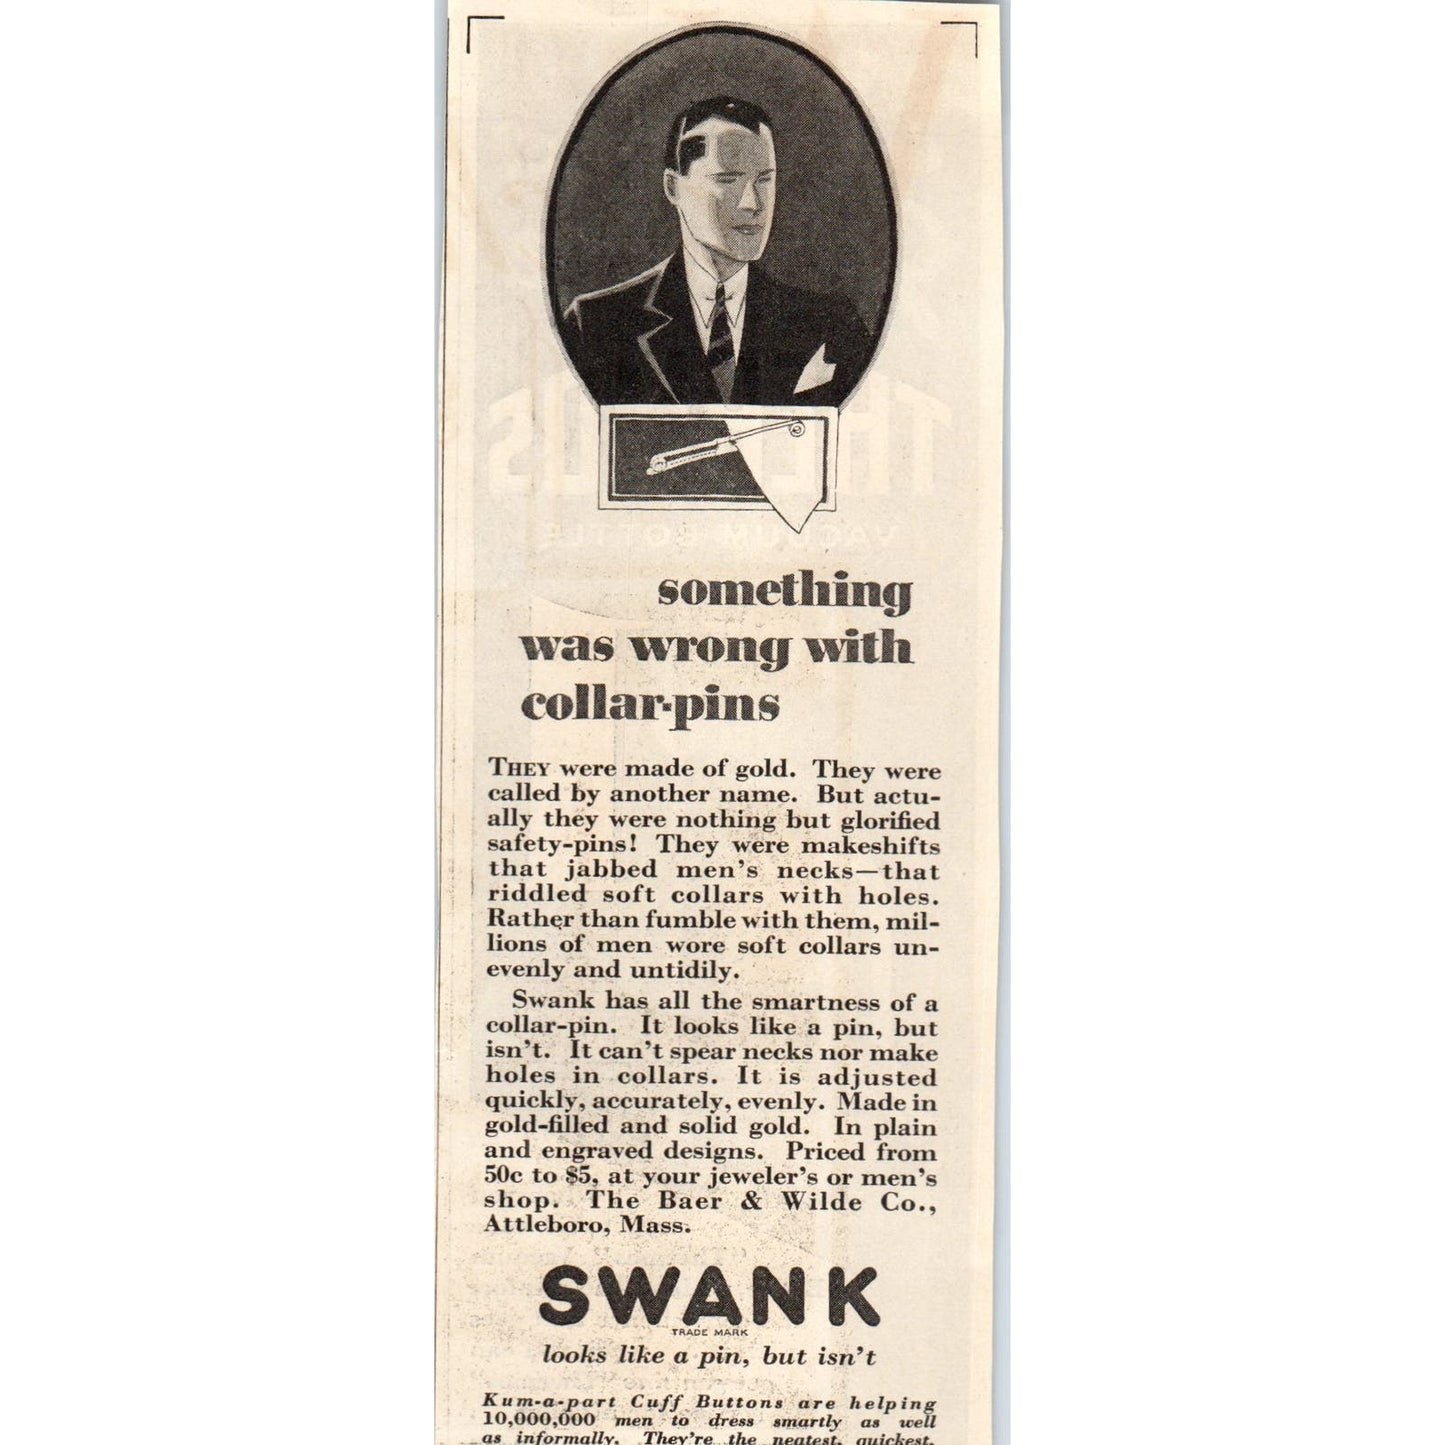 something
was wrong with
collar-pins
THEY were made of gold. They were
called by another name. But actu-
ally they were nothing but glorified
safety-pins! They were makeshifts
that jabbed men's necks—that
riddled soft collars with holes.
Rather than fumble with them, mil-
lions of men wore soft collars un-
evenly and untidily.
Swank has all the smartness of a
collar-pin. It looks like a pin, but
isn't. It can't spear necks nor make
holes in collars. It is adjusted
quickly, accurately, evenly. Made in
gold-filled and solid gold. In plain
and engraved designs. Priced from
50c to $5, at your jeweler's or men's
shop. The Baer & Wilde Co.,
Attleboro, Mass.
SWANK
TRADE MARK
looks like a pin, but isn't
Kum-a-part Cuff Buttons are helping
10,000,000 men to dress smartly as well
as informally. They're the neatest, quickest,